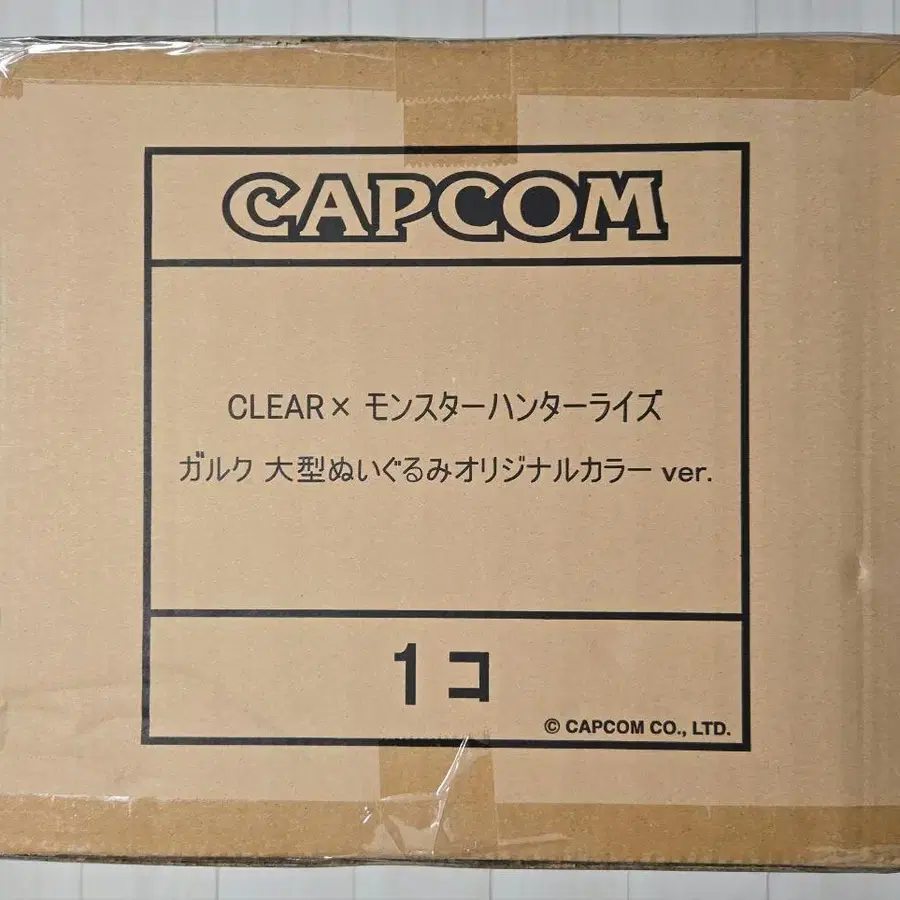 CAPCOM
CLEAR× モンスターハンターライズ
ガルク 大型ぬいぐるみオリジナルカラー ver.
1コ
© CAPCOM CO., LTD.